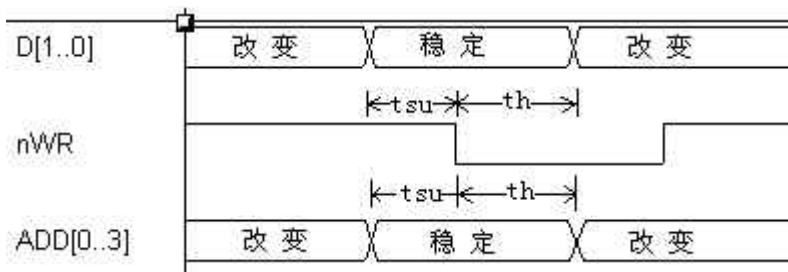 D[1..0] 改变 稳定 改变
tsu th
nWR
tsu th
ADD[0..3] 改变 稳定 改变